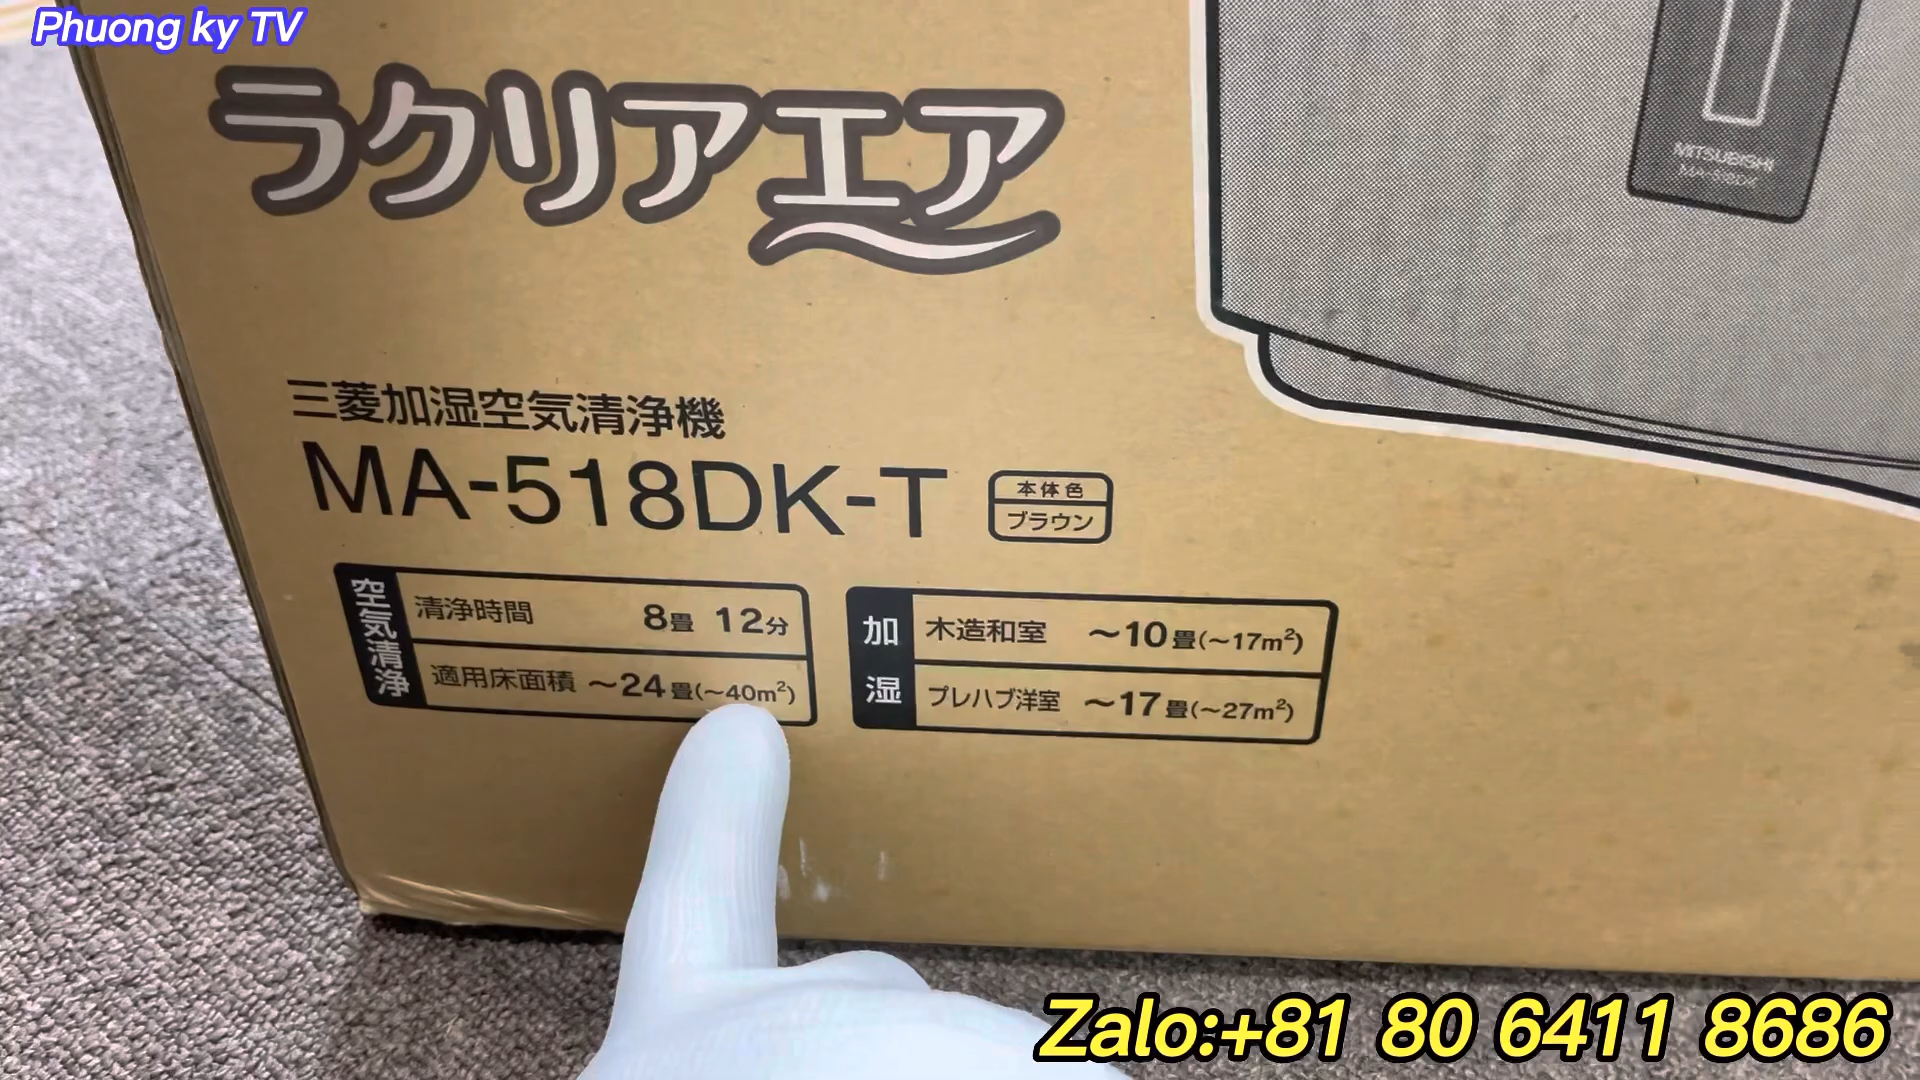 Phuong ky TV
ラクリアエア
MITSUBISHI
MA-518DK
三菱加湿空気清浄機
MA-518DK-T
本体色
ブラウン
空気清浄
清浄時間 8畳 12分
適用床面積 ~24畳(~40m²)
加湿
木造和室 ~10畳(~17m²)
プレハブ洋室 ~17畳(~27m²)
Zalo:+81 80 6411 8686